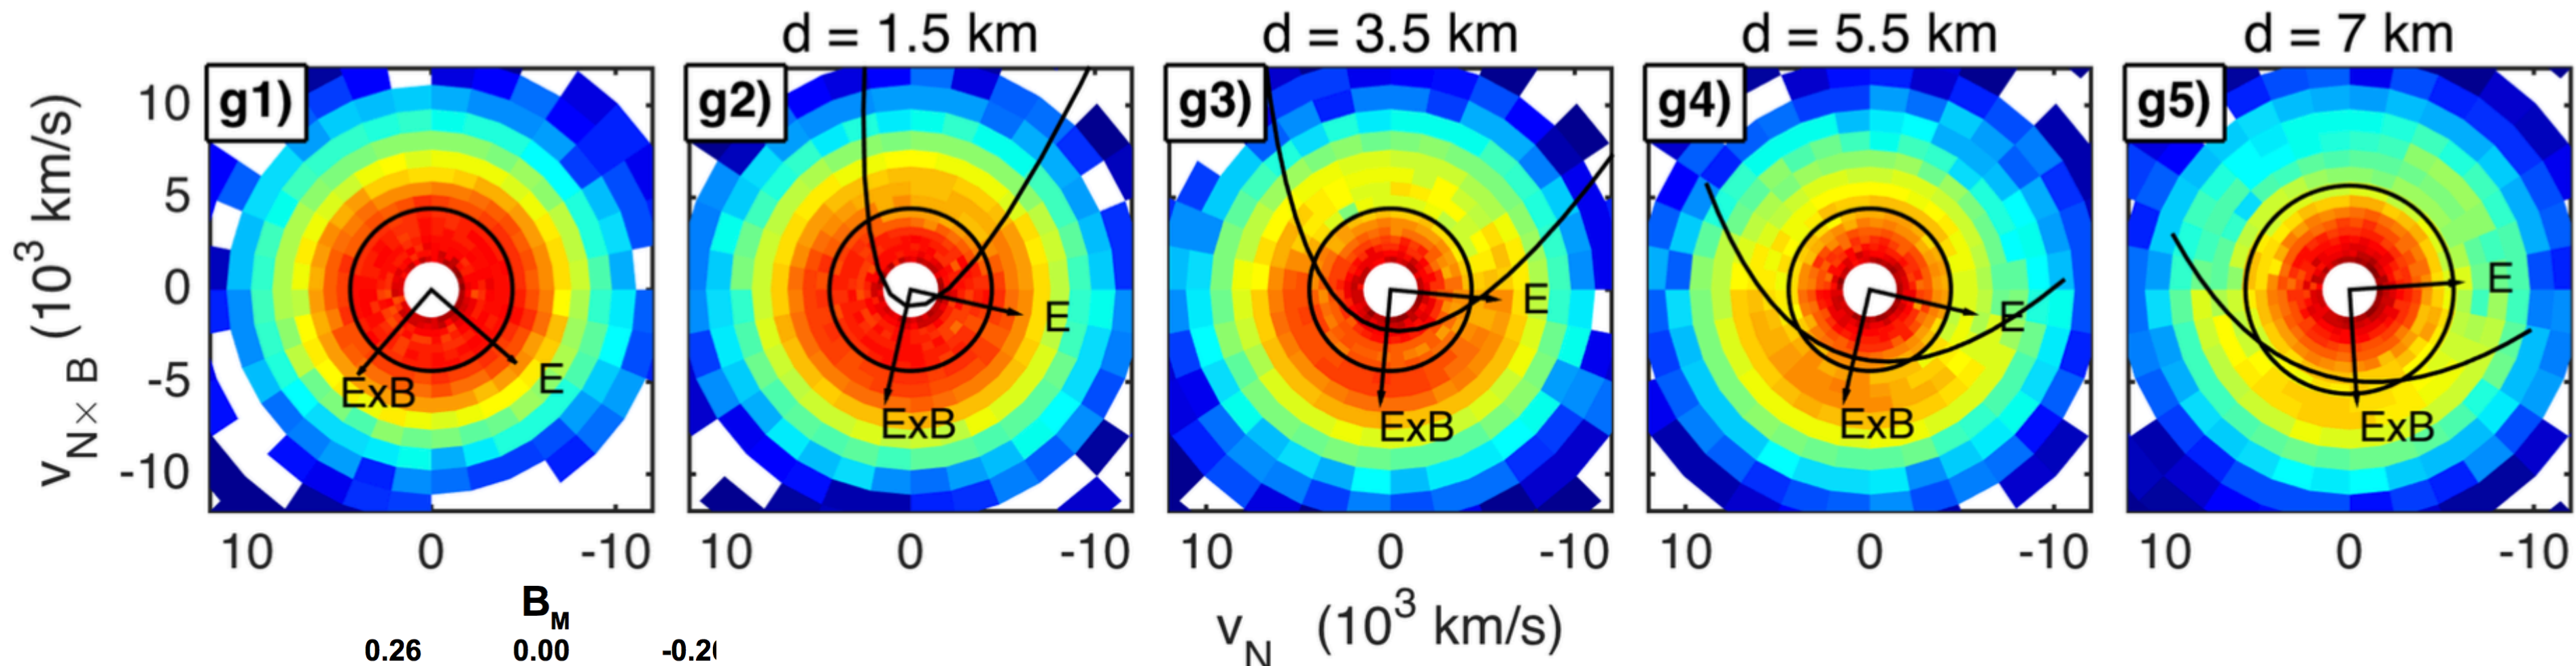 d = 1.5 km
d = 3.5 km
d = 5.5 km
d = 7 km
g1)
g2)
g3)
g4)
g5)
v_N×B (10^3 km/s)
10
5
0
-5
-10
ExB
E
ExB
E
ExB
E
ExB
E
ExB
E
10 0 -10
10 0 -10
10 0 -10
10 0 -10
10 0 -10
v_N (10^3 km/s)
B_M
0.26 0.00